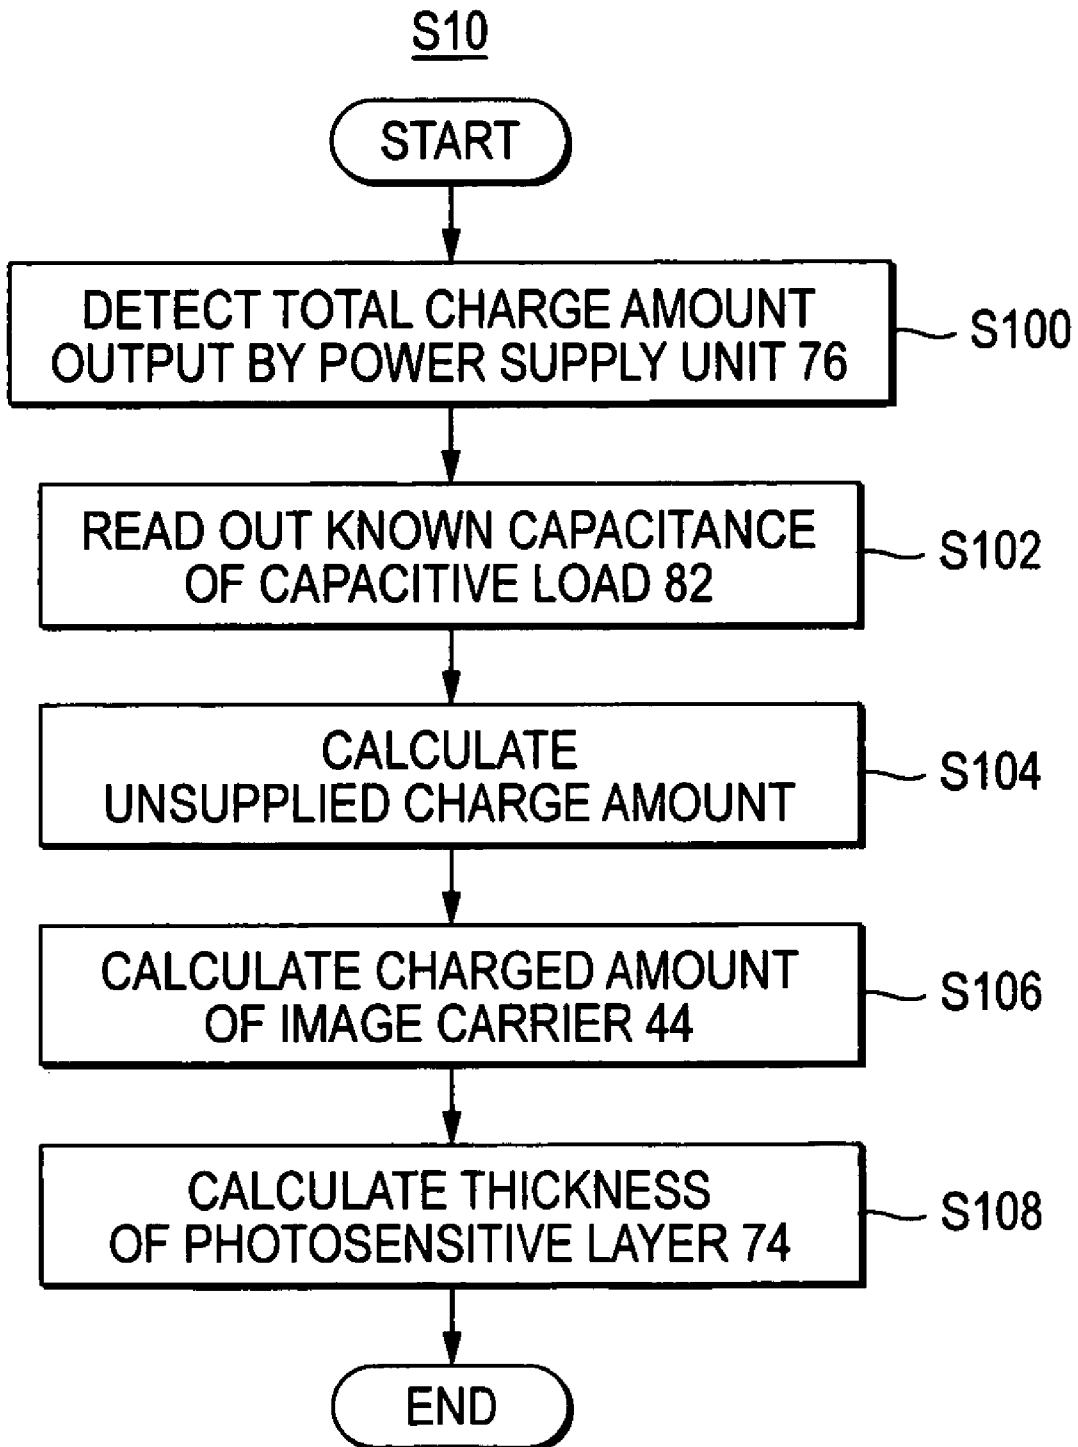 S10
START
DETECT TOTAL CHARGE AMOUNT
OUTPUT BY POWER SUPPLY UNIT 76
S100
READ OUT KNOWN CAPACITANCE
OF CAPACITIVE LOAD 82
S102
CALCULATE
UNSUPPLIED CHARGE AMOUNT
S104
CALCULATE CHARGED AMOUNT
OF IMAGE CARRIER 44
S106
CALCULATE THICKNESS
OF PHOTOSENSITIVE LAYER 74
S108
END